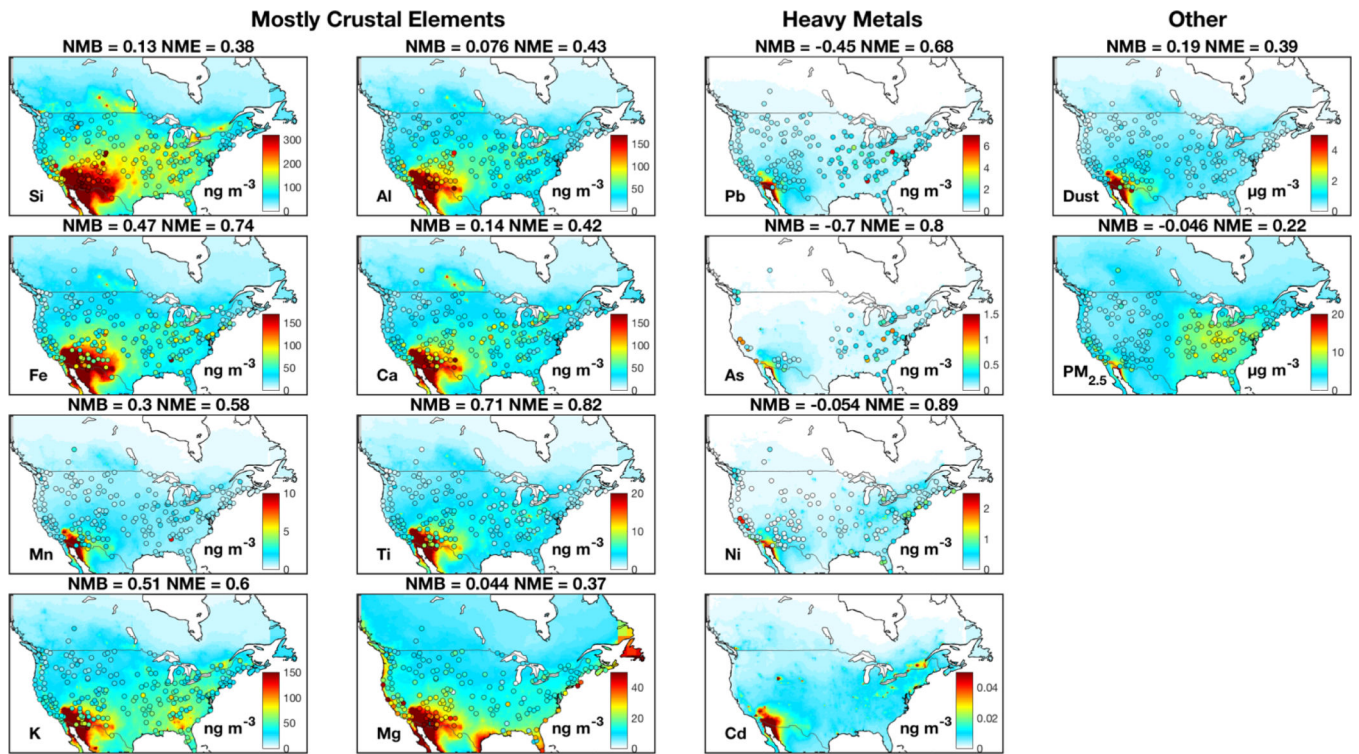 Mostly Crustal Elements
Heavy Metals
Other
NMB = 0.13 NME = 0.38
NMB = 0.076 NME = 0.43
NMB = -0.45 NME = 0.68
NMB = 0.19 NME = 0.39
300
200
100
0
ng m⁻³
Si
150
100
50
0
ng m⁻³
Al
6
4
2
0
ng m⁻³
Pb
4
2
0
µg m⁻³
Dust
NMB = 0.47 NME = 0.74
NMB = 0.14 NME = 0.42
NMB = -0.7 NME = 0.8
NMB = -0.046 NME = 0.22
150
100
50
0
ng m⁻³
Fe
150
100
50
0
ng m⁻³
Ca
1.5
1
0.5
0
ng m⁻³
As
20
10
0
µg m⁻³
PM₂.₅
NMB = 0.3 NME = 0.58
NMB = 0.71 NME = 0.82
NMB = -0.054 NME = 0.89
10
5
0
ng m⁻³
Mn
20
10
0
ng m⁻³
Ti
2
1
0
ng m⁻³
Ni
NMB = 0.51 NME = 0.6
NMB = 0.044 NME = 0.37
150
100
50
0
ng m⁻³
K
40
20
0
ng m⁻³
Mg
0.04
0.02
0
ng m⁻³
Cd